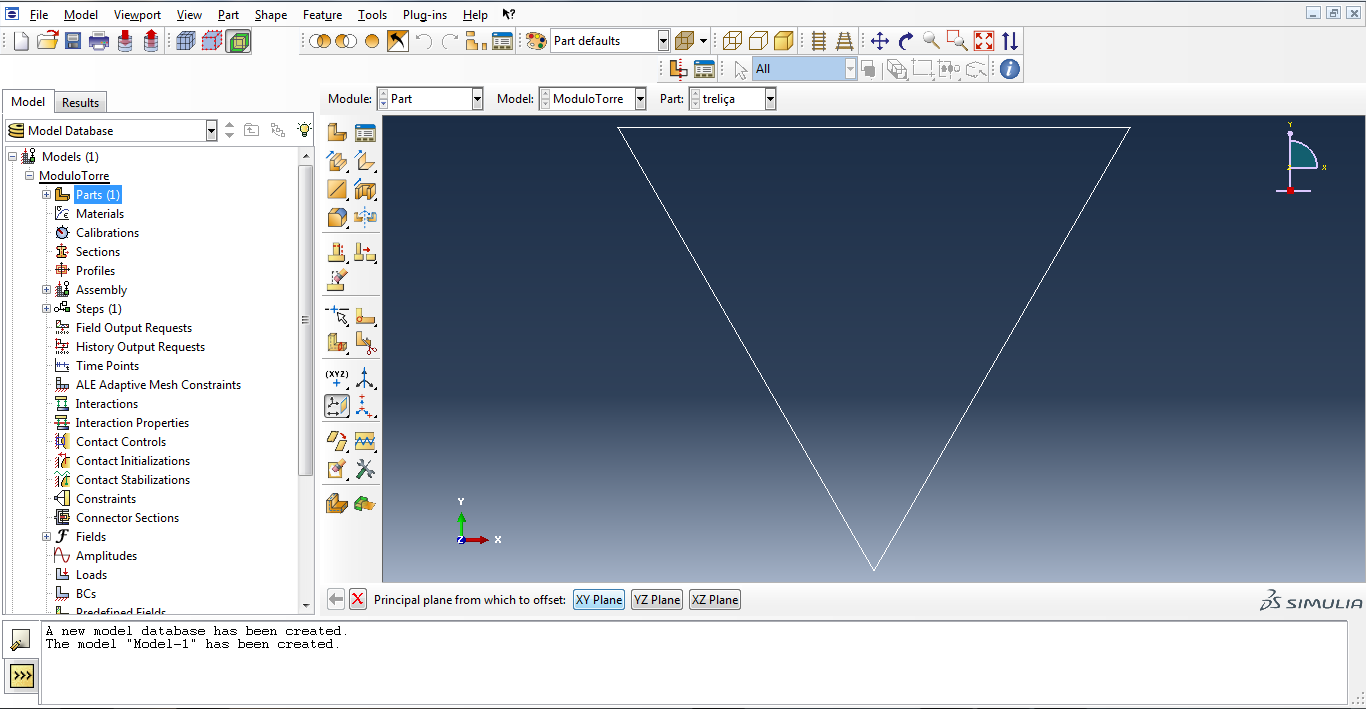 File Model Viewport View Part Shape Feature Tools Plug-ins Help
Part defaults
All
Model Results
Module: Part Model: ModuloTorre Part: treliça
Model Database
Models (1)
ModuloTorre
Parts (1)
Materials
Calibrations
Sections
Profiles
Assembly
Steps (1)
Field Output Requests
History Output Requests
Time Points
ALE Adaptive Mesh Constraints
Interactions
Interaction Properties
Contact Controls
Contact Initializations
Contact Stabilizations
Constraints
Connector Sections
Fields
Amplitudes
Loads
BCs
Predefined Fields
(XYZ)
Y
X
Y
Z X
Principal plane from which to offset: XY Plane YZ Plane XZ Plane
SIMULIA
A new model database has been created.
The model "Model-1" has been created.
>>>